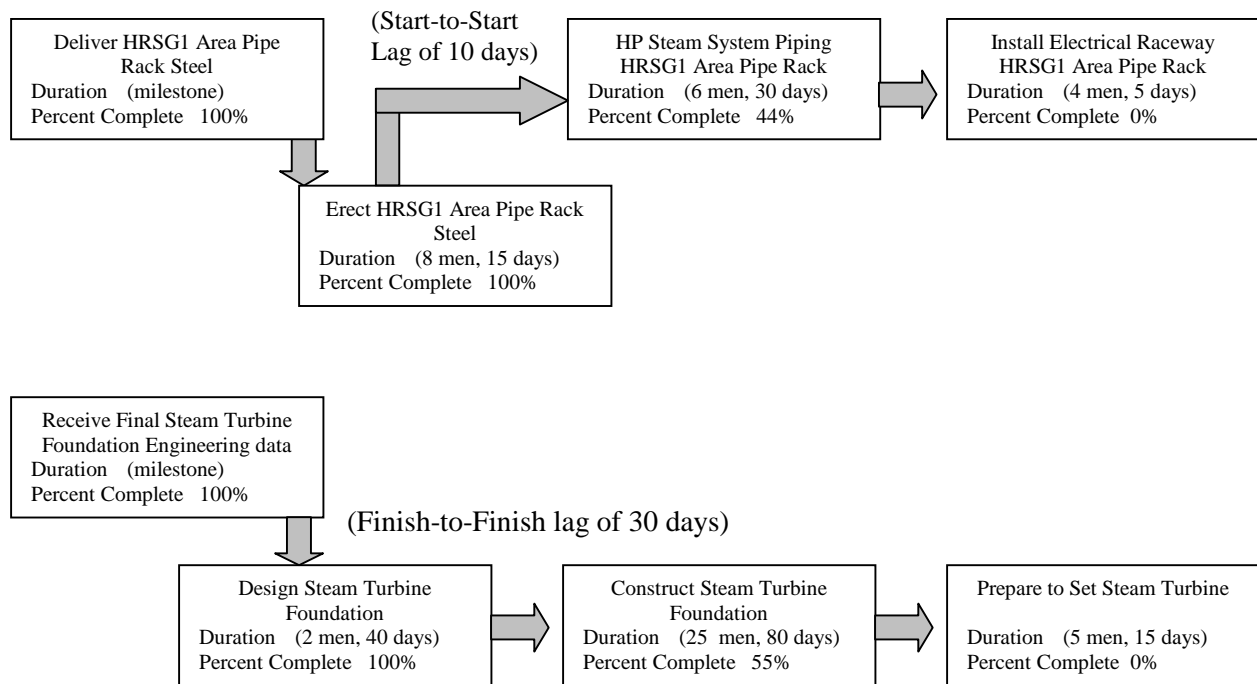 Deliver HRSG1 Area Pipe
Rack Steel
Duration (milestone)
Percent Complete 100%
(Start-to-Start
Lag of 10 days)
HP Steam System Piping
HRSG1 Area Pipe Rack
Duration (6 men, 30 days)
Percent Complete 44%
Install Electrical Raceway
HRSG1 Area Pipe Rack
Duration (4 men, 5 days)
Percent Complete 0%
Erect HRSG1 Area Pipe Rack
Steel
Duration (8 men, 15 days)
Percent Complete 100%
Receive Final Steam Turbine
Foundation Engineering data
Duration (milestone)
Percent Complete 100%
(Finish-to-Finish lag of 30 days)
Design Steam Turbine
Foundation
Duration (2 men, 40 days)
Percent Complete 100%
Construct Steam Turbine
Foundation
Duration (25 men, 80 days)
Percent Complete 55%
Prepare to Set Steam Turbine
Duration (5 men, 15 days)
Percent Complete 0%